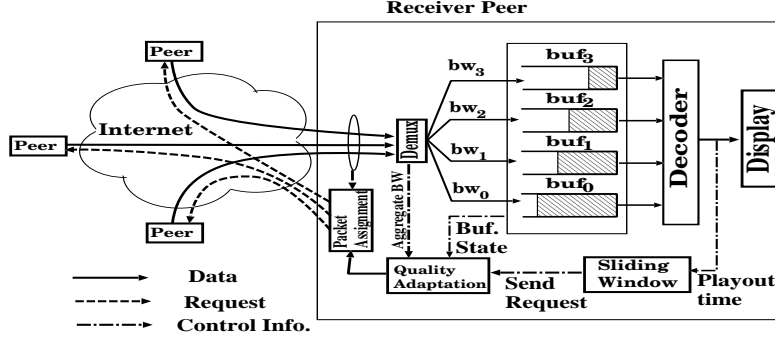 Receiver Peer
Peer
Internet
Peer
Peer
Demux
bw3
bw2
bw1
bw0
buf3
buf2
buf1
buf0
Decoder
Display
Packet
Assignment
Aggregate BW
Buf.
State
Quality
Adaptation
Send
Request
Sliding
Window
Playout
time
Data
Request
Control Info.